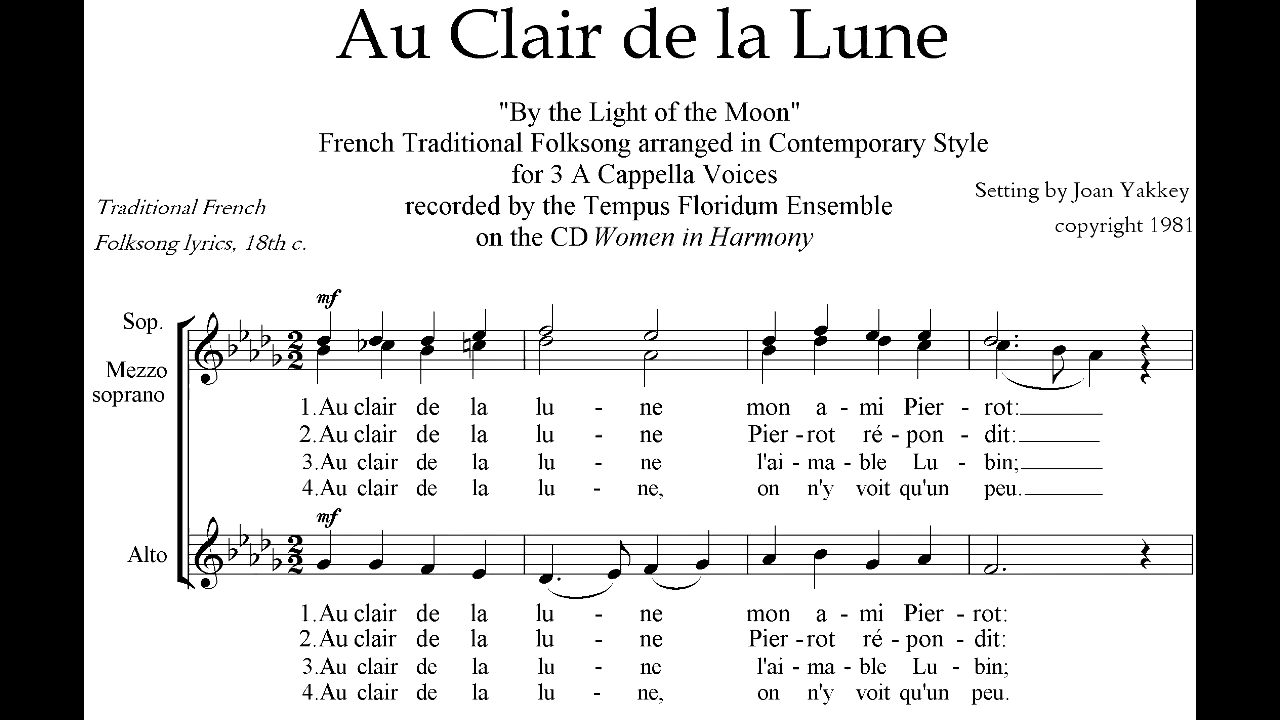 Au Clair de la Lune
"By the Light of the Moon"
French Traditional Folksong arranged in Contemporary Style
for 3 A Cappella Voices
recorded by the Tempus Floridum Ensemble
on the CD Women in Harmony
Setting by Joan Yakkey
copyright 1981
Traditional French
Folksong lyrics, 18th c.
mf
Sop.
Mezzo
soprano
2
2
1.Au clair de la lu - ne mon a - mi Pier - rot:
2.Au clair de la lu - ne Pier - rot ré - pon - dit:
3.Au clair de la lu - ne l'ai - ma - ble Lu - bin;
4.Au clair de la lu - ne, on n'y voit qu'un peu.
mf
Alto
2
2
1.Au clair de la lu - ne mon a - mi Pier - rot:
2.Au clair de la lu - ne Pier - rot ré - pon - dit:
3.Au clair de la lu - ne l'ai - ma - ble Lu - bin;
4.Au clair de la lu - ne, on n'y voit qu'un peu.